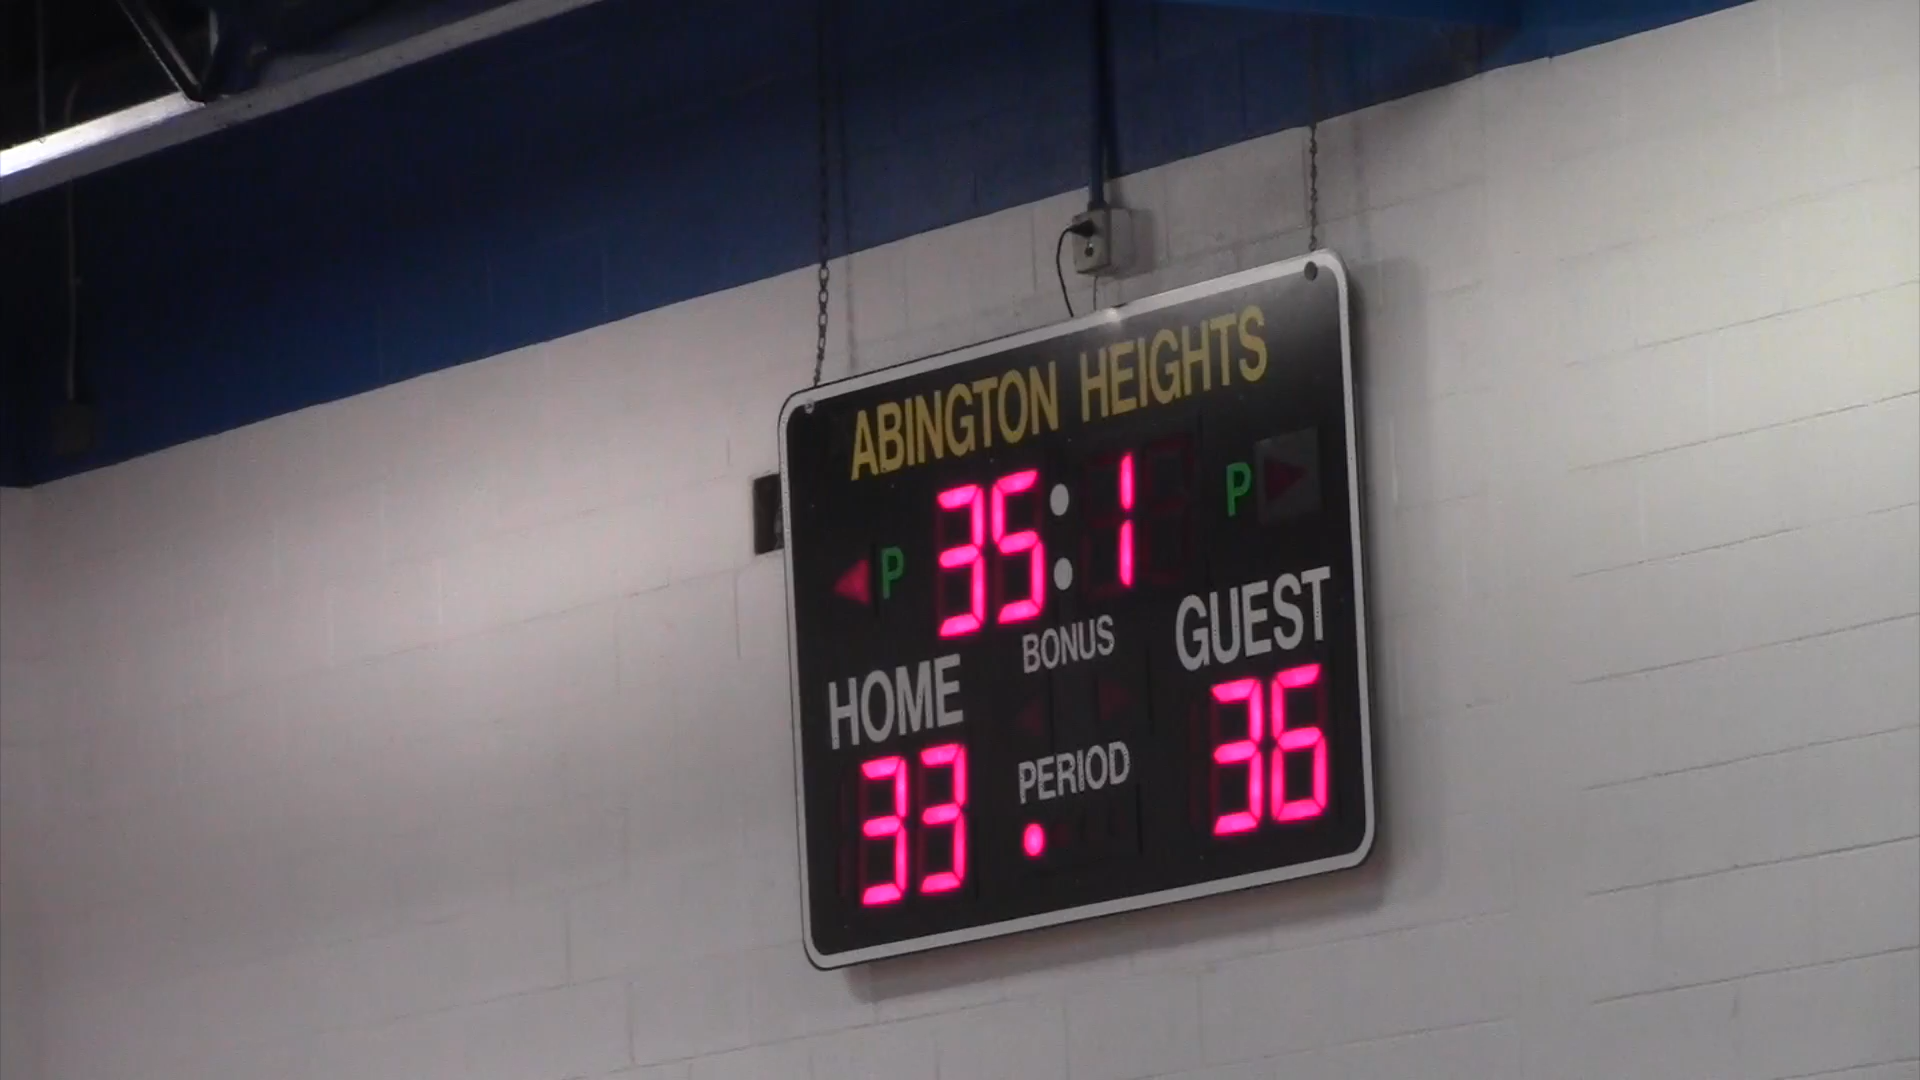 ABINGTON HEIGHTS
P 35:1 P
BONUS
HOME GUEST
33 36
PERIOD